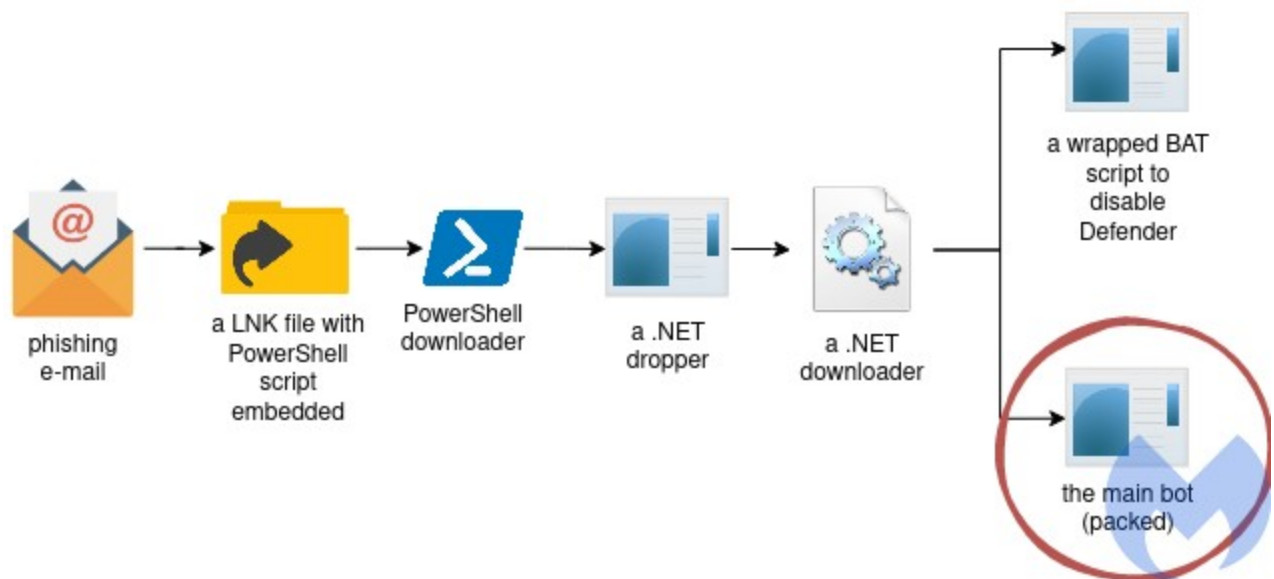 @
phishing
e-mail
a LNK file with
PowerShell
script
embedded
PowerShell
downloader
a .NET
dropper
a .NET
downloader
a wrapped BAT
script to
disable
Defender
the main bot
(packed)